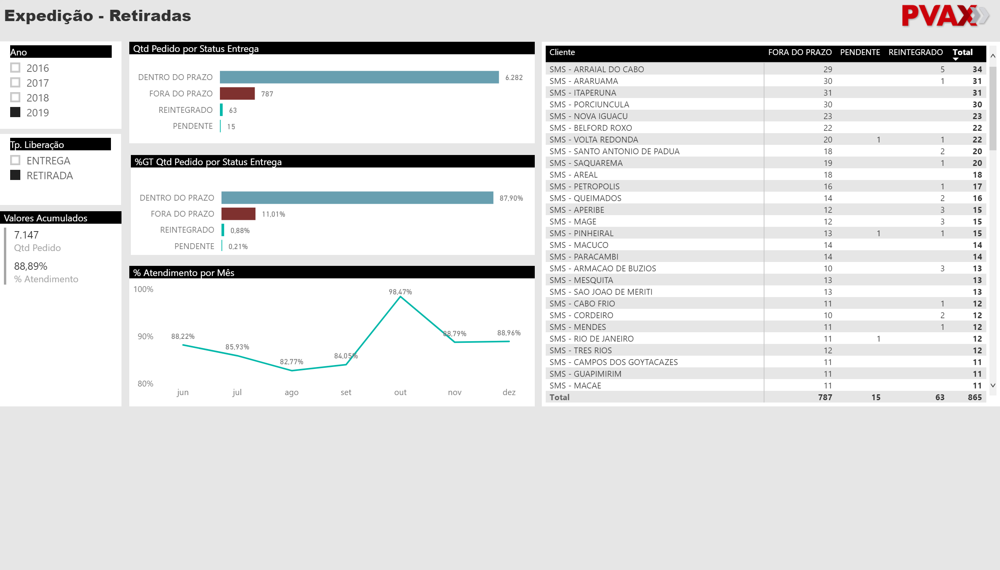 Expedição - Retiradas
PVAX
Ano
2016
2017
2018
2019
Tp. Liberação
ENTREGA
RETIRADA
Valores Acumulados
7.147
Qtd Pedido
88,89%
% Atendimento
Qtd Pedido por Status Entrega
DENTRO DO PRAZO 6.282
FORA DO PRAZO 787
REINTEGRADO 63
PENDENTE 15
%GT Qtd Pedido por Status Entrega
DENTRO DO PRAZO 87,90%
FORA DO PRAZO 11,01%
REINTEGRADO 0,88%
PENDENTE 0,21%
% Atendimento por Mês
100%
90%
80%
88,22%
85,93%
82,77%
84,05%
98,47%
88,79%
88,96%
jun jul ago set out nov dez
Cliente FORA DO PRAZO PENDENTE REINTEGRADO Total
SMS - ARRAIAL DO CABO 29 5 34
SMS - ARARUAMA 30 1 31
SMS - ITAPERUNA 31 31
SMS - PORCIUNCULA 30 30
SMS - NOVA IGUACU 23 23
SMS - BELFORD ROXO 22 22
SMS - VOLTA REDONDA 20 1 1 22
SMS - SANTO ANTONIO DE PADUA 18 2 20
SMS - SAQUAREMA 19 1 20
SMS - AREAL 18 18
SMS - PETROPOLIS 16 1 17
SMS - QUEIMADOS 14 2 16
SMS - APERIBE 12 3 15
SMS - MAGE 12 3 15
SMS - PINHEIRAL 13 1 1 15
SMS - MACUCO 14 14
SMS - PARACAMBI 14 14
SMS - ARMACAO DE BUZIOS 10 3 13
SMS - MESQUITA 13 13
SMS - SAO JOAO DE MERITI 13 13
SMS - CABO FRIO 11 1 12
SMS - CORDEIRO 10 2 12
SMS - MENDES 11 1 12
SMS - RIO DE JANEIRO 11 1 12
SMS - TRES RIOS 12 12
SMS - CAMPOS DOS GOYTACAZES 11 11
SMS - GUAPIMIRIM 11 11
SMS - MACAE 11 11
Total 787 15 63 865